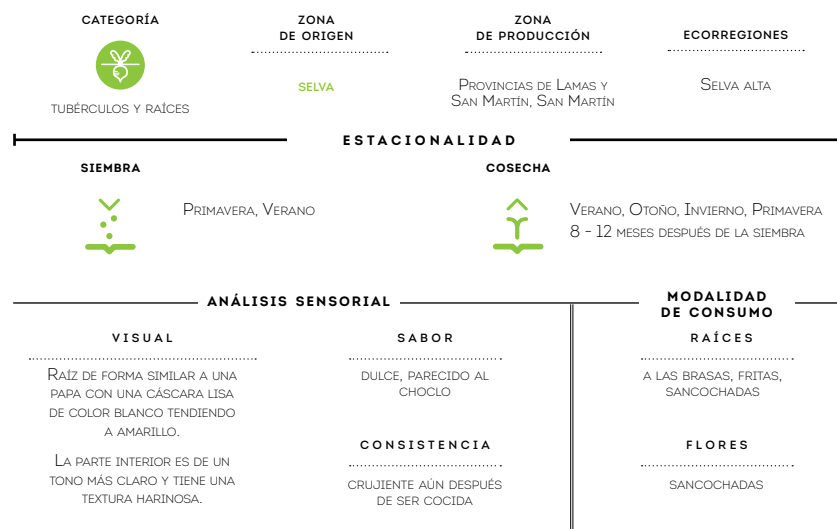 CATEGORÍA
TUBÉRCULOS Y RAÍCES
ZONA
DE ORIGEN
SELVA
ZONA
DE PRODUCCIÓN
Provincias de Lamas y
San Martín, San Martín
ECORREGIONES
Selva alta
ESTACIONALIDAD
SIEMBRA
Primavera, Verano
COSECHA
Verano, Otoño, Invierno, Primavera
8 - 12 meses después de la siembra
ANÁLISIS SENSORIAL
VISUAL
Raíz de forma similar a una
papa con una cáscara lisa
de color blanco tendiendo
a amarillo.
La parte interior es de un
tono más claro y tiene una
textura harinosa.
SABOR
dulce, parecido al
choclo
CONSISTENCIA
crujiente aún después
de ser cocida
MODALIDAD
DE CONSUMO
RAÍCES
a las brasas, fritas,
sancochadas
FLORES
sancochadas